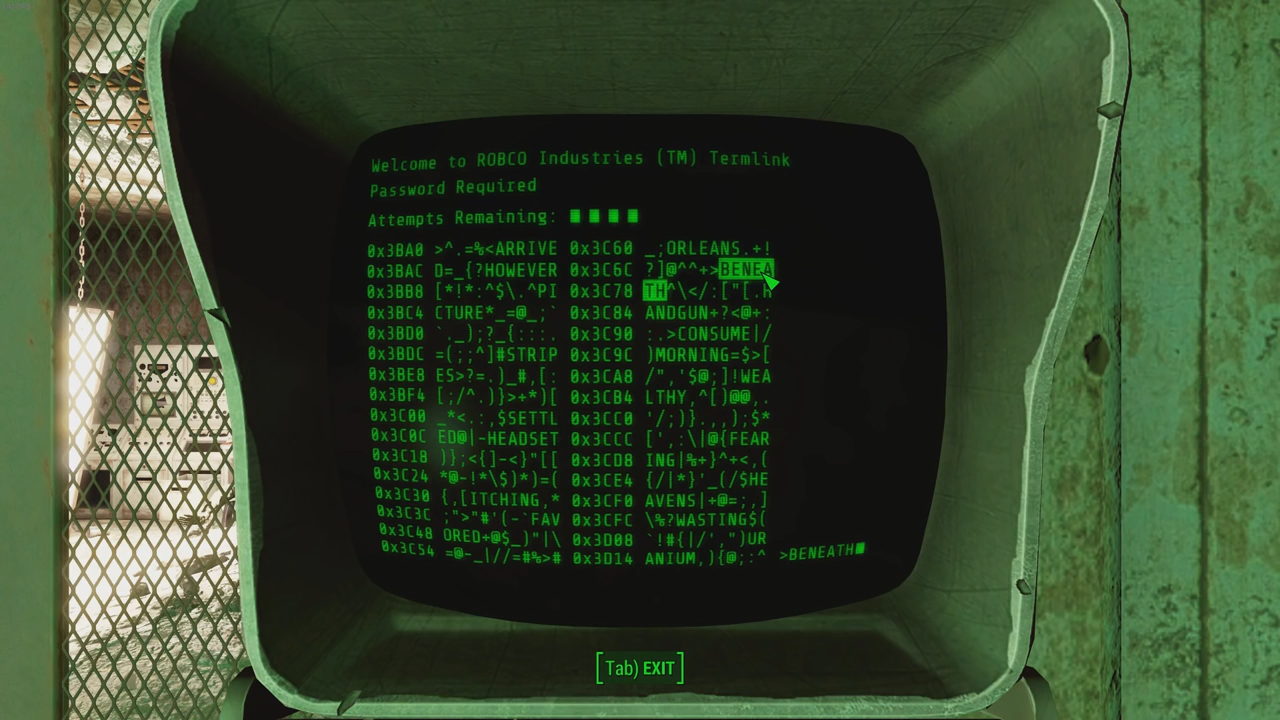 Welcome to ROBCO Industries (TM) Termlink
Password Required
Attempts Remaining: ■ ■ ■ ■
0x3BA0 >^.=%<ARRIVE 0x3C60 _;ORLEANS.+!
0x3BAC D=_{?HOWEVER 0x3C6C ?]@^^+>BENEA
0x3BB8 [*!*:^$\.^PI 0x3C78 TH^\</:["[.H
0x3BC4 CTURE*_=@_;` 0x3C84 ANDGUN+?<@+:
0x3BD0 `._);?_{:::. 0x3C90 :.>CONSUME|/
0x3BDC =(;;^]#STRIP 0x3C9C )MORNING=$>[
0x3BE8 ES>?=.)_#,[: 0x3CA8 /","$@;]!WEA
0x3BF4 [;/^.)}>+*)[ 0x3CB4 LTHY,^[)@@,.
0x3C00 _*<.:,$SETTL 0x3CC0 '/;)}.,,);$*
0x3C0C ED@|-HEADSET 0x3CCC [',:\|@{FEAR
0x3C18 )};<{]-<}"[[ 0x3CD8 ING|%+}^+<,(
0x3C24 *@-!*\$)*)=( 0x3CE4 {/|*}'_(/$HE
0x3C30 {,[ITCHING,* 0x3CF0 AVENS|+@=;,]
0x3C3C ;">"#'(-`FAV 0x3CFC \%?WASTING$(
0x3C48 ORED+@$_)"|\ 0x3D08 `!#{|/',")UR
0x3C54 =@-_|//=#%># 0x3D14 ANIUM,){@;:^ >BENEATH■
[Tab) EXIT]